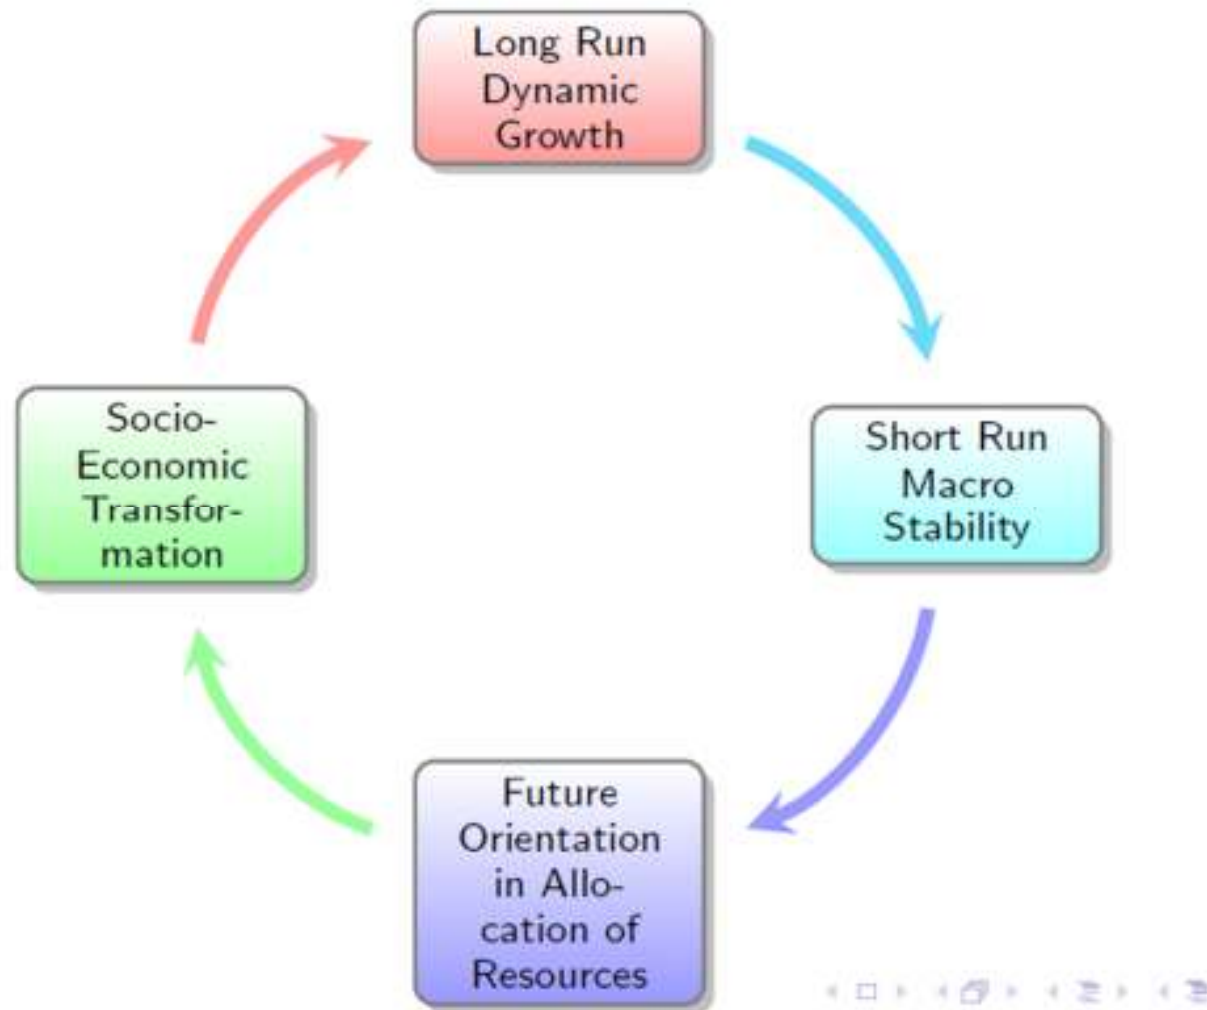 Long Run
Dynamic
Growth
Socio-
Economic
Transfor-
mation
Short Run
Macro
Stability
Future
Orientation
in Allo-
cation of
Resources